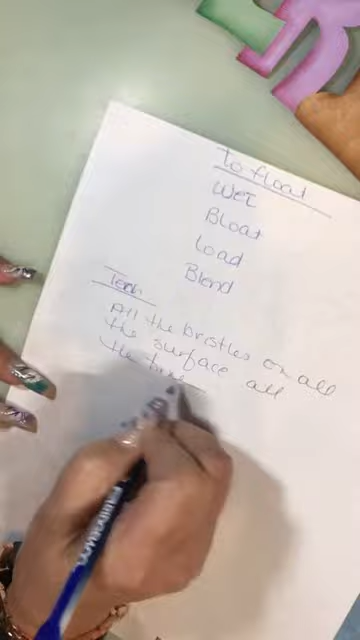 To float
WET
Bloat
Load
Blend
Tech
All the bristles on all
the surface all
the